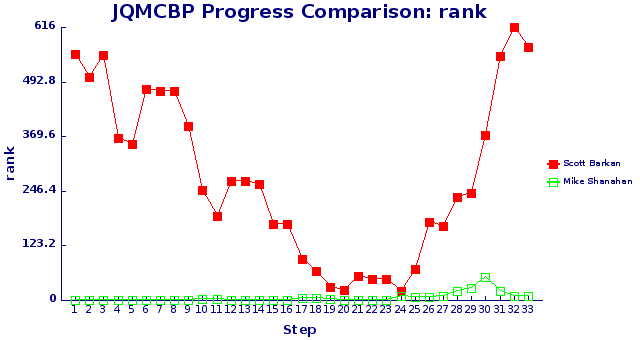 JQMCBP Progress Comparison: rank
616
492.8
369.6
246.4
123.2
0
rank
1 2 3 4 5 6 7 8 9 10 11 12 13 14 15 16 17 18 19 20 21 22 23 24 25 26 27 28 29 30 31 32 33
Step
Scott Barkan
Mike Shanahan